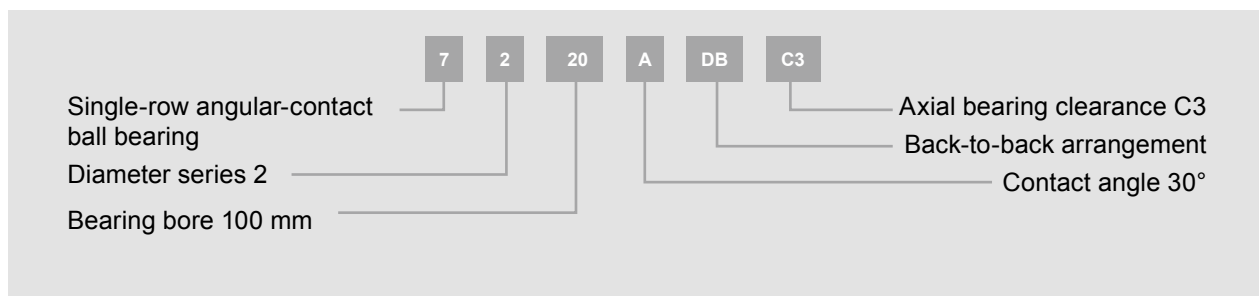 7 2 20 A DB C3
Single-row angular-contact
ball bearing
Diameter series 2
Bearing bore 100 mm
Axial bearing clearance C3
Back-to-back arrangement
Contact angle 30°